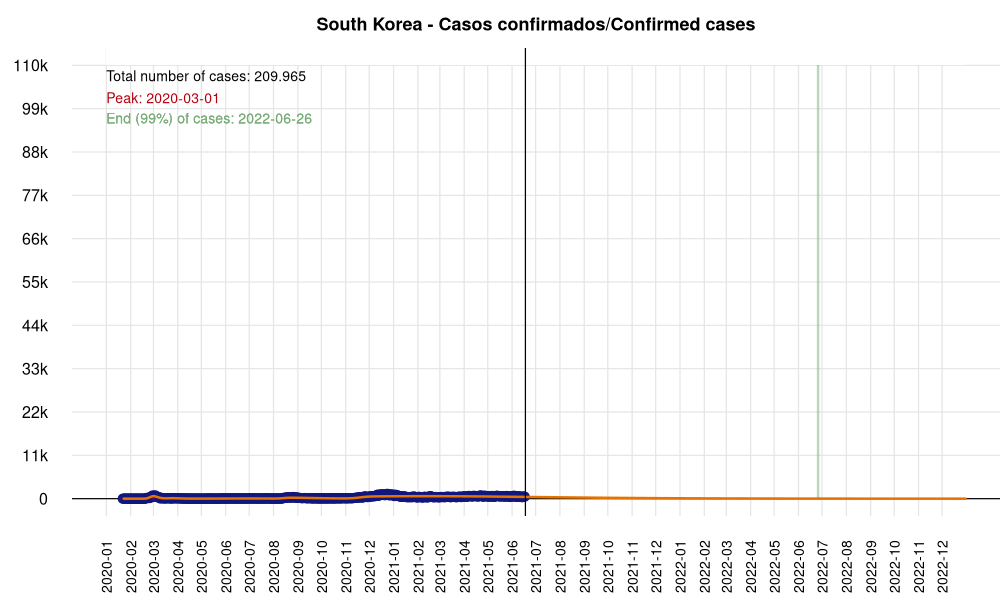 South Korea - Casos confirmados/Confirmed cases
110k
Total number of cases: 209.965
Peak: 2020-03-01
99k
End (99%) of cases: 2022-06-26
88k
77k
66k
55k
44k
33k
22k
11k
0
2020-01
2020-02
2020-03
2020-04
2020-05
2020-06
2020-07
2020-08
2020-09
2020-10
2020-11
2020-12
2021-01
2021-02
2021-03
2021-04
2021-05
2021-06
2021-07
2021-08
2021-09
2021-10
2021-11
2021-12
2022-01
2022-02
2022-03
2022-04
2022-05
2022-06
2022-07
2022-08
2022-09
2022-10
2022-11
2022-12